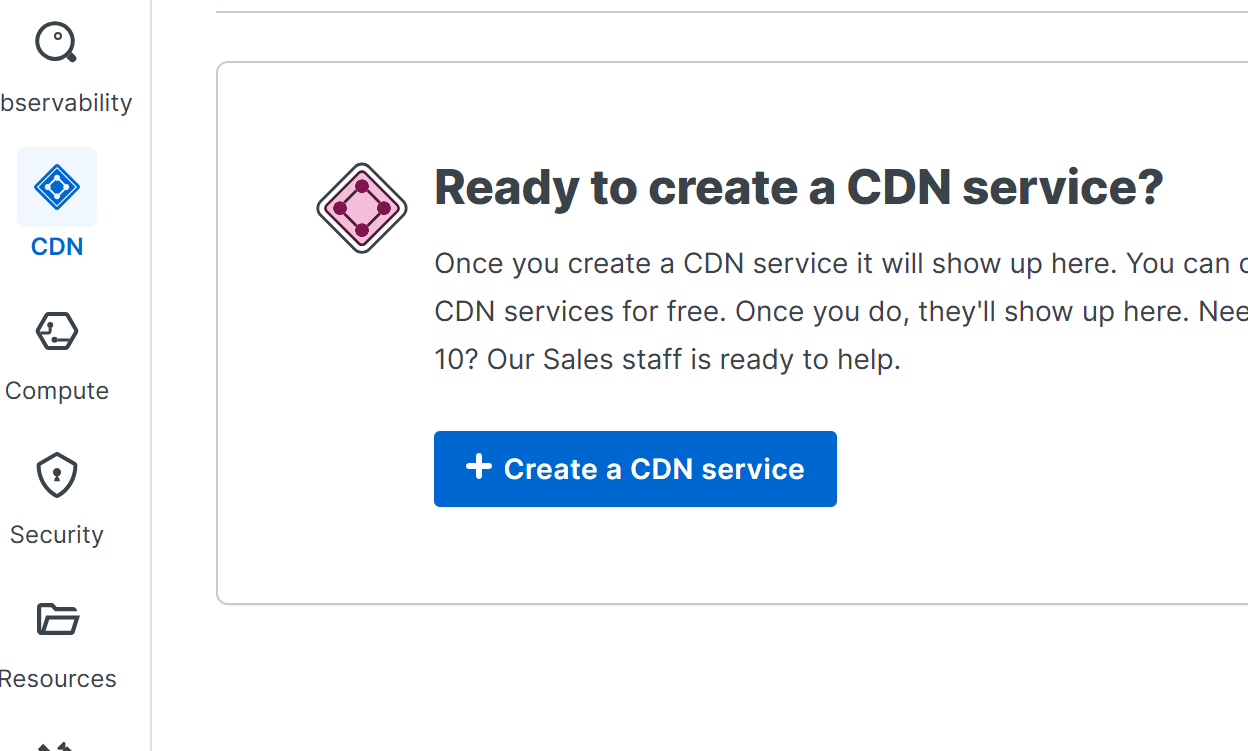 bservability
CDN
Compute
Security
Resources
Ready to create a CDN service?
Once you create a CDN service it will show up here. You can
CDN services for free. Once you do, they'll show up here. Nee
10? Our Sales staff is ready to help.
+ Create a CDN service